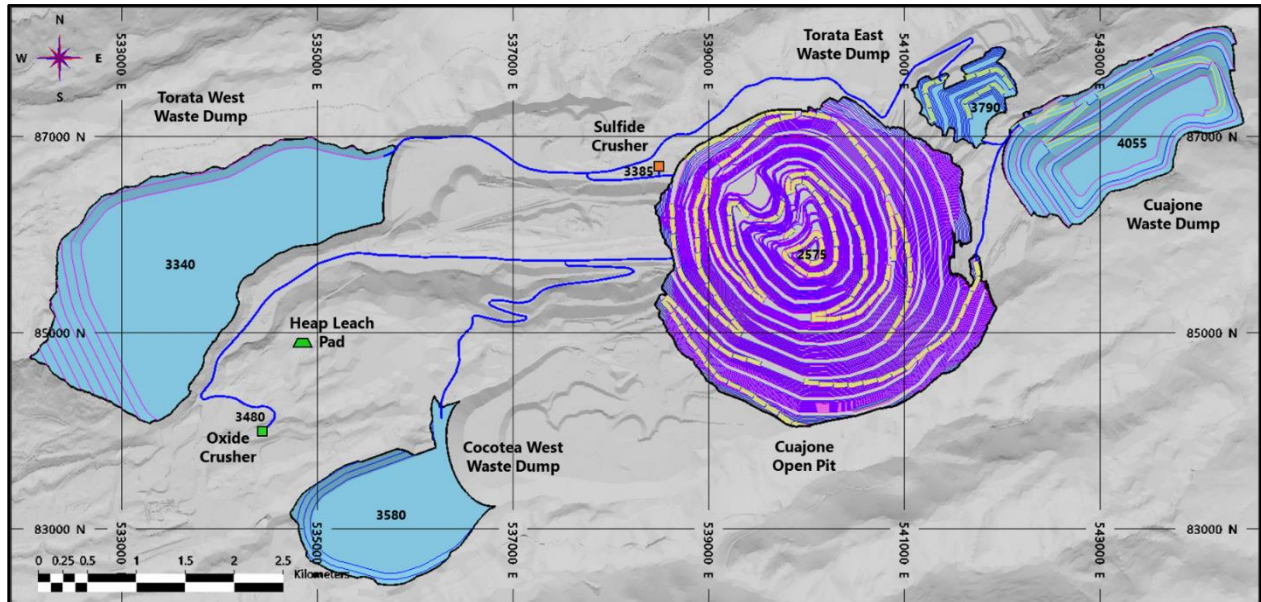 N
W E
S
533000
535000
537000
539000
541000
543000
E
E
E
E
E
Torata East
Waste Dump
Torata West
Waste Dump
3790
87000 N
87000 N
87000 N
Sulfide
Crusher
4055
3385
Cuajone
Waste Dump
3340
2575
85000 N
85000 N
85000 N
Heap Leach
Pad
3480
Oxide
Crusher
Cocotea West
Waste Dump
Cuajone
Open Pit
3580
83000 N
83000 N
83000 N
533000 E
535000 E
537000 E
539000 E
541000 E
543000 E
0 0.25 0.5 1 1.5 2 2.5
Kilometers